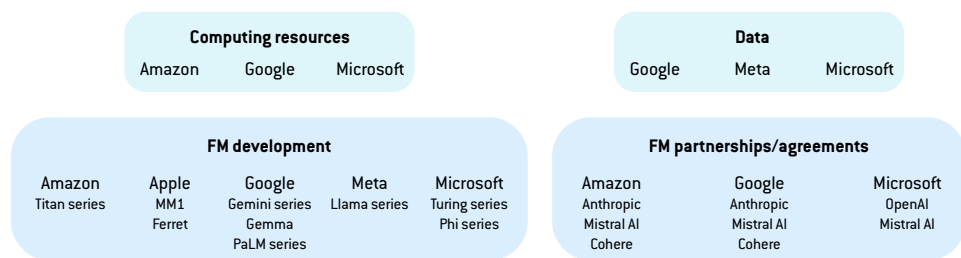 Computing resources
Amazon Google Microsoft
Data
Google Meta Microsoft
FM development
Amazon Apple Google Meta Microsoft
Titan series MM1 Gemini series Llama series Turing series
Ferret Gemma Phi series
PaLM series
FM partnerships/agreements
Amazon Google Microsoft
Anthropic Anthropic OpenAI
Mistral AI Mistral AI Mistral AI
Cohere Cohere